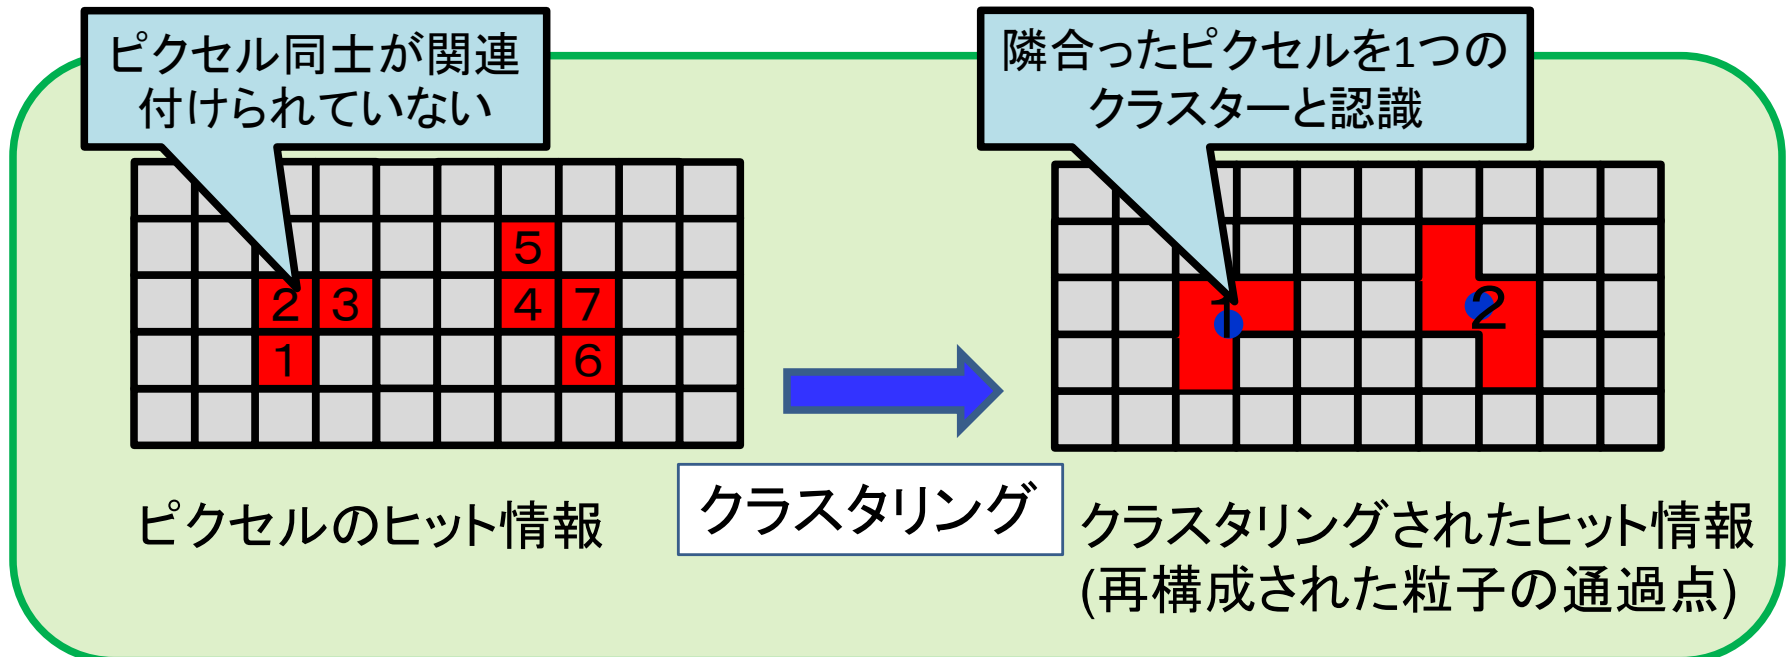 ピクセル同士が関連
付けられていない
隣合ったピクセルを1つの
クラスターと認識
5
2 3 4 7
1 6
1 2
クラスタリング
ピクセルのヒット情報
クラスタリングされたヒット情報
(再構成された粒子の通過点)